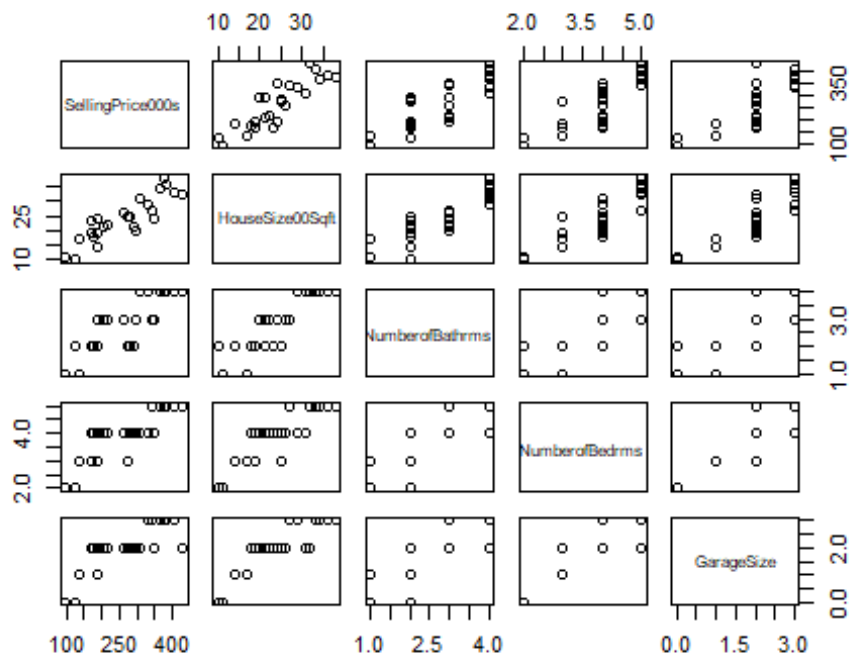 10 20 30
2.0 3.5 5.0
SellingPrice000s
100 350
HouseSize00Sqft
10 25
NumberofBathrms
1.0 3.0
NumberofBedrms
2.0 4.0
GarageSize
0.0 2.0
100 250 400
1.0 2.5 4.0
0.0 1.5 3.0